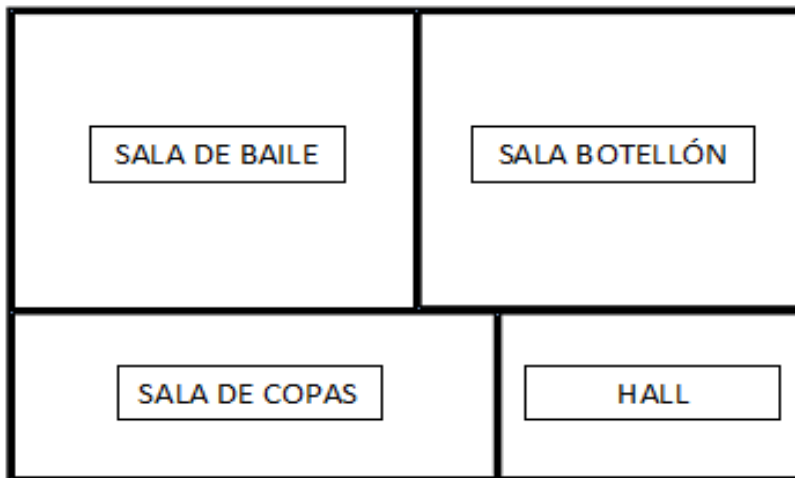 SALA DE BAILE
SALA BOTELLÓN
SALA DE COPAS
HALL